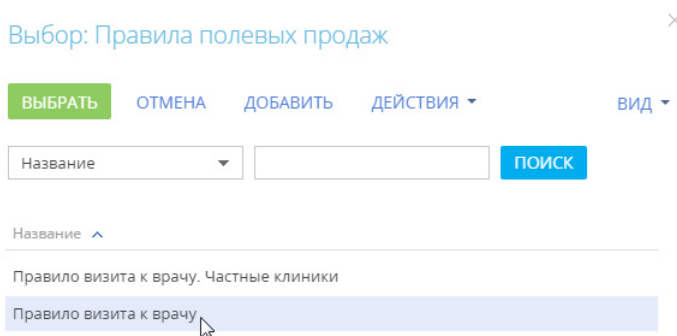 Выбор: Правила полевых продаж
ВЫБРАТЬ ОТМЕНА ДОБАВИТЬ ДЕЙСТВИЯ ВИД
Название ПОИСК
Название
Правило визита к врачу. Частные клиники
Правило визита к врачу